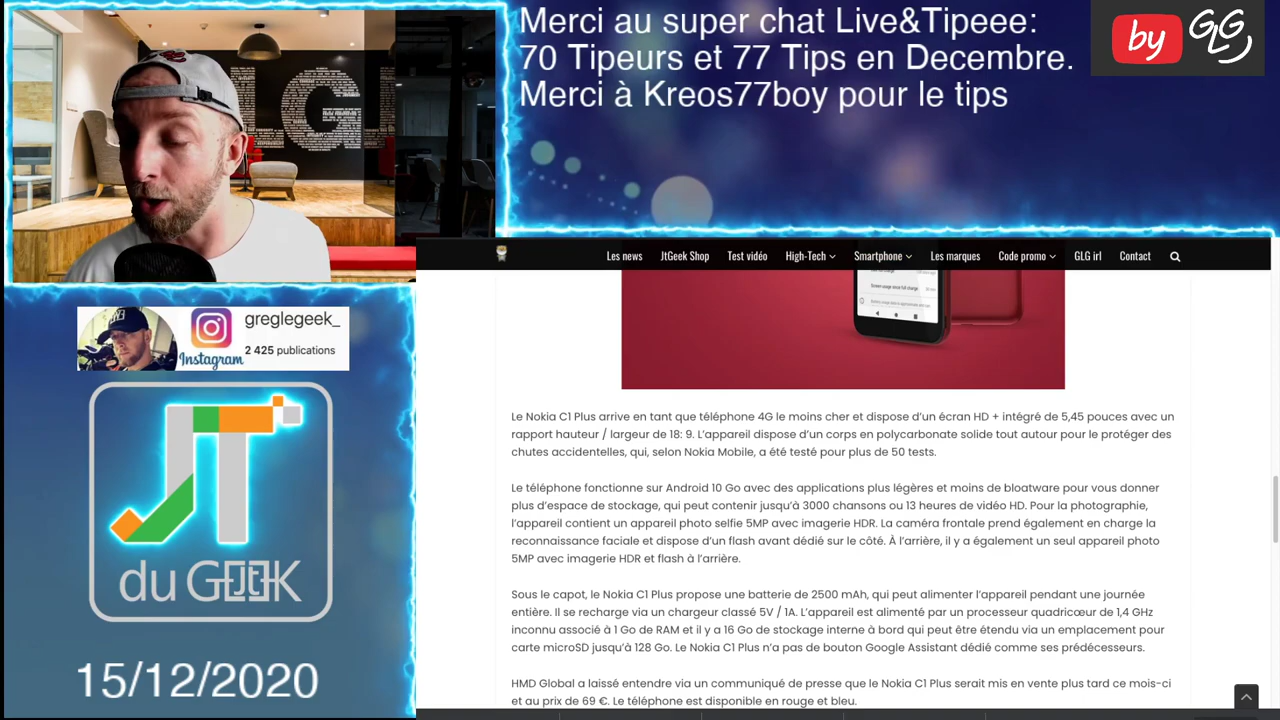 Merci au super chat Live&Tipeee:
70 Tipeurs et 77 Tips en Decembre.
Merci à Kreos77boy pour le tips
by GLG
Les news JtGeek Shop Test vidéo High-Tech Smartphone Les marques Code promo GLG irl Contact
Screen usage since full charge
greglegeek_
Instagram
2 425 publications
JT
du GEEK
15/12/2020
Le Nokia C1 Plus arrive en tant que téléphone 4G le moins cher et dispose d'un écran HD + intégré de 5,45 pouces avec un
rapport hauteur / largeur de 18: 9. L'appareil dispose d'un corps en polycarbonate solide tout autour pour le protéger des
chutes accidentelles, qui, selon Nokia Mobile, a été testé pour plus de 50 tests.
Le téléphone fonctionne sur Android 10 Go avec des applications plus légères et moins de bloatware pour vous donner
plus d'espace de stockage, qui peut contenir jusqu'à 3000 chansons ou 13 heures de vidéo HD. Pour la photographie,
l'appareil contient un appareil photo selfie 5MP avec imagerie HDR. La caméra frontale prend également en charge la
reconnaissance faciale et dispose d'un flash avant dédié sur le côté. À l'arrière, il y a également un seul appareil photo
5MP avec imagerie HDR et flash à l'arrière.
Sous le capot, le Nokia C1 Plus propose une batterie de 2500 mAh, qui peut alimenter l'appareil pendant une journée
entière. Il se recharge via un chargeur classé 5V / 1A. L'appareil est alimenté par un processeur quadricœur de 1,4 GHz
inconnu associé à 1 Go de RAM et il y a 16 Go de stockage interne à bord qui peut être étendu via un emplacement pour
carte microSD jusqu'à 128 Go. Le Nokia C1 Plus n'a pas de bouton Google Assistant dédié comme ses prédécesseurs.
HMD Global a laissé entendre via un communiqué de presse que le Nokia C1 Plus serait mis en vente plus tard ce mois-ci
et au prix de 69 €. Le téléphone est disponible en rouge et bleu.